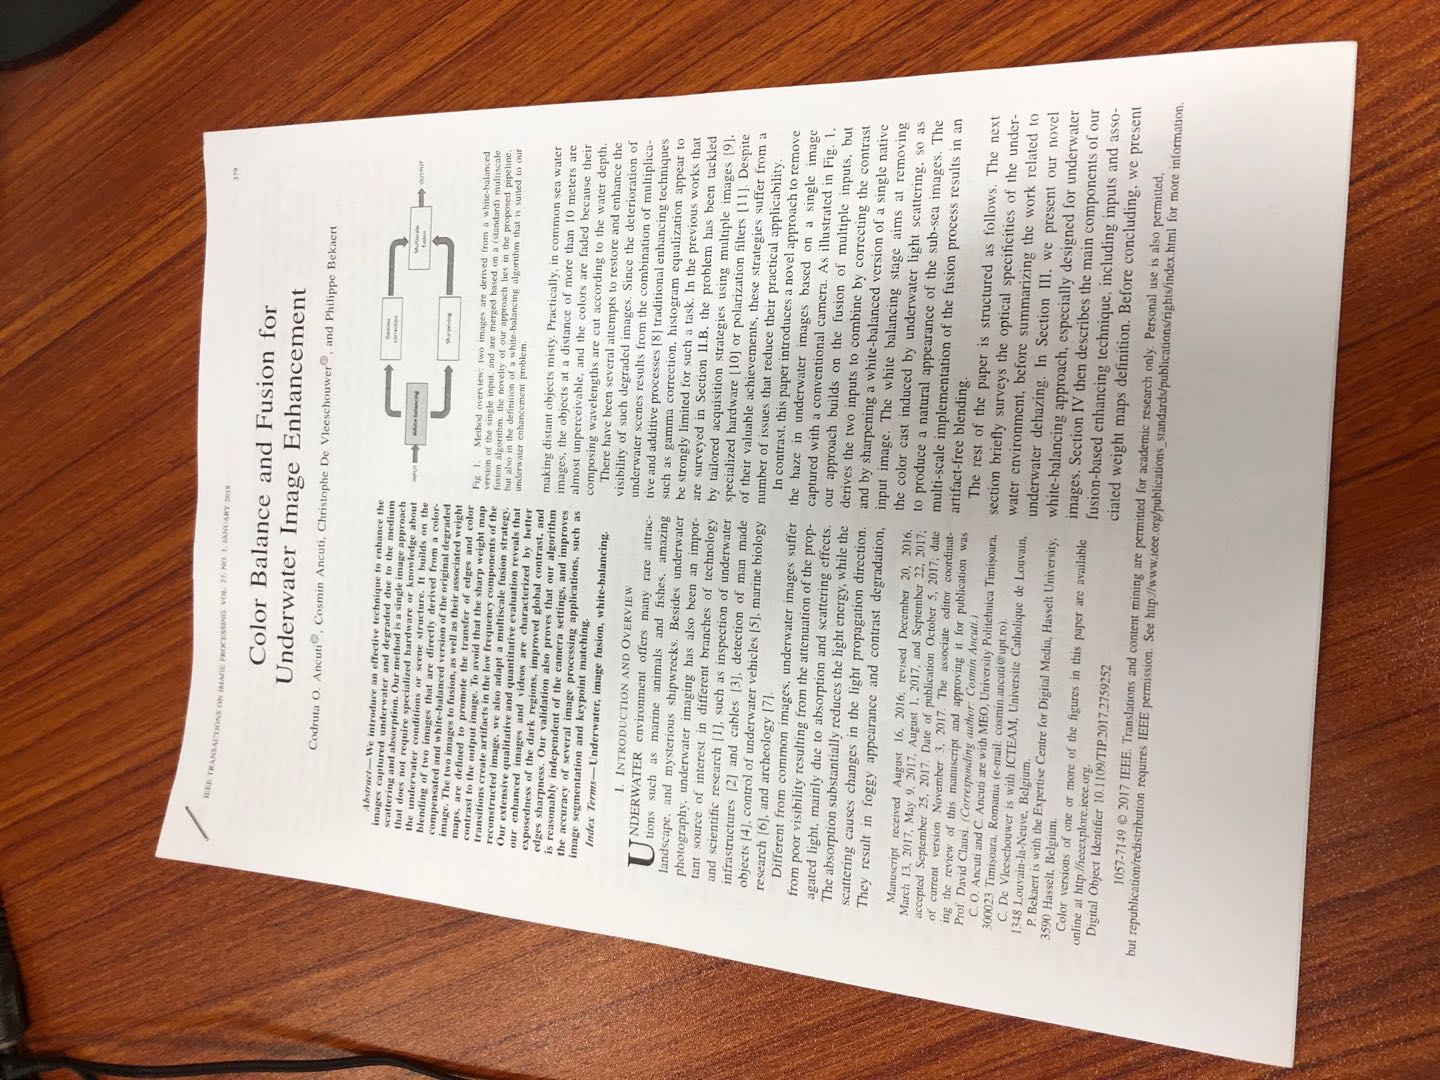 IEEE TRANSACTIONS ON IMAGE PROCESSING, VOL. 27, NO. 1, JANUARY 2018
379
Color Balance and Fusion for
Underwater Image Enhancement
Codruta O. Ancuti, Cosmin Ancuti, Christophe De Vleeschouwer, and Philippe Bekaert
Abstract—We introduce an effective technique to enhance the
images captured underwater and degraded due to the medium
scattering and absorption. Our method is a single image approach
that does not require specialized hardware or knowledge about
the underwater conditions or scene structure. It builds on the
blending of two images that are directly derived from a color-
compensated and white-balanced version of the original degraded
image. The two images to fusion, as well as their associated weight
maps, are defined to promote the transfer of edges and color
contrast to the output image. To avoid that the sharp weight map
transitions create artifacts in the low frequency components of the
reconstructed image, we also adapt a multiscale fusion strategy.
Our extensive qualitative and quantitative evaluation reveals that
our enhanced images and videos are characterized by better
exposedness of the dark regions, improved global contrast, and
edges sharpness. Our validation also proves that our algorithm
is reasonably independent of the camera settings, and improves
the accuracy of several image processing applications, such as
image segmentation and keypoint matching.
Index Terms—Underwater, image fusion, white-balancing.
I. INTRODUCTION AND OVERVIEW
UNDERWATER environment offers many rare attrac-
tions such as marine animals and fishes, amazing
landscape, and mysterious shipwrecks. Besides underwater
photography, underwater imaging has also been an impor-
tant source of interest in different branches of technology
and scientific research [1], such as inspection of underwater
infrastructures [2] and cables [3], detection of man made
objects [4], control of underwater vehicles [5], marine biology
research [6], and archeology [7].
Different from common images, underwater images suffer
from poor visibility resulting from the attenuation of the prop-
agated light, mainly due to absorption and scattering effects.
The absorption substantially reduces the light energy, while the
scattering causes changes in the light propagation direction.
They result in foggy appearance and contrast degradation,
Manuscript received August 16, 2016; revised December 20, 2016,
March 13, 2017, May 9, 2017, August 1, 2017, and September 22, 2017;
accepted September 25, 2017. Date of publication October 5, 2017; date
of current version November 3, 2017. The associate editor coordinat-
ing the review of this manuscript and approving it for publication was
Prof. David Clausi. (Corresponding author: Cosmin Ancuti.)
C. O. Ancuti and C. Ancuti are with MEO, University Politehnica Timișoara,
300023 Timișoara, Romania (e-mail: cosmin.ancuti@upt.ro).
C. De Vleeschouwer is with ICTEAM, Universite Catholique de Louvain,
1348 Louvain-la-Neuve, Belgium.
P. Bekaert is with the Expertise Centre for Digital Media, Hasselt University,
3590 Hasselt, Belgium.
Color versions of one or more of the figures in this paper are available
online at http://ieeexplore.ieee.org.
Digital Object Identifier 10.1109/TIP.2017.2759252
INPUT
White-balancing
Gamma
correction
Sharpening
Multiscale
fusion
OUTPUT
Fig. 1. Method overview: two images are derived from a white-balanced
version of the single input, and are merged based on a (standard) multiscale
fusion algorithm. the novelty of our approach lies in the proposed pipeline,
but also in the definition of a white-balancing algorithm that is suited to our
underwater enhancement problem.
making distant objects misty. Practically, in common sea water
images, the objects at a distance of more than 10 meters are
almost unperceivable, and the colors are faded because their
composing wavelengths are cut according to the water depth.
There have been several attempts to restore and enhance the
visibility of such degraded images. Since the deterioration of
underwater scenes results from the combination of multiplica-
tive and additive processes [8] traditional enhancing techniques
such as gamma correction, histogram equalization appear to
be strongly limited for such a task. In the previous works that
are surveyed in Section II.B, the problem has been tackled
by tailored acquisition strategies using multiple images [9],
specialized hardware [10] or polarization filters [11]. Despite
of their valuable achievements, these strategies suffer from a
number of issues that reduce their practical applicability.
In contrast, this paper introduces a novel approach to remove
the haze in underwater images based on a single image
captured with a conventional camera. As illustrated in Fig. 1,
our approach builds on the fusion of multiple inputs, but
derives the two inputs to combine by correcting the contrast
and by sharpening a white-balanced version of a single native
input image. The white balancing stage aims at removing
the color cast induced by underwater light scattering, so as
to produce a natural appearance of the sub-sea images. The
multi-scale implementation of the fusion process results in an
artifact-free blending.
The rest of the paper is structured as follows. The next
section briefly surveys the optical specificities of the under-
water environment, before summarizing the work related to
underwater dehazing. In Section III, we present our novel
white-balancing approach, especially designed for underwater
images. Section IV then describes the main components of our
fusion-based enhancing technique, including inputs and asso-
ciated weight maps definition. Before concluding, we present
1057-7149 © 2017 IEEE. Translations and content mining are permitted for academic research only. Personal use is also permitted,
but republication/redistribution requires IEEE permission. See http://www.ieee.org/publications_standards/publications/rights/index.html for more information.